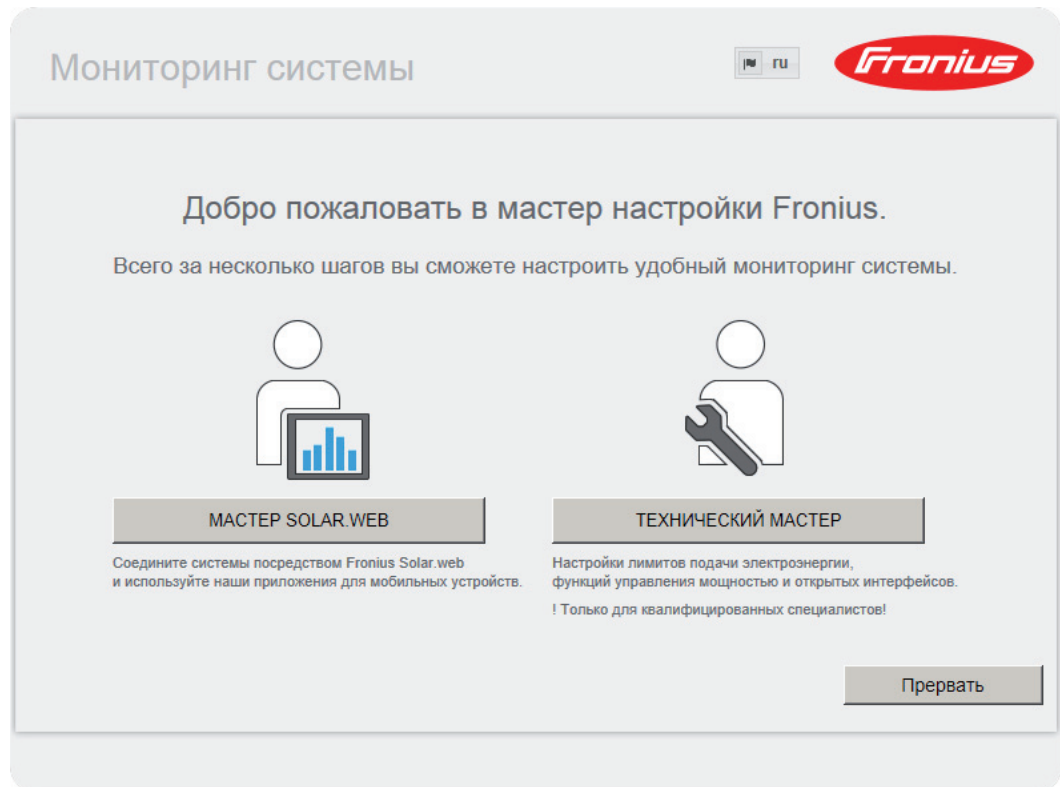 Мониторинг системы
ru
Fronius
Добро пожаловать в мастер настройки Fronius.
Всего за несколько шагов вы сможете настроить удобный мониторинг системы.
МАСТЕР SOLAR.WEB
Соедините системы посредством Fronius Solar.web
и используйте наши приложения для мобильных устройств.
ТЕХНИЧЕСКИЙ МАСТЕР
Настройки лимитов подачи электроэнергии,
функций управления мощностью и открытых интерфейсов.
! Только для квалифицированных специалистов!
Прервать